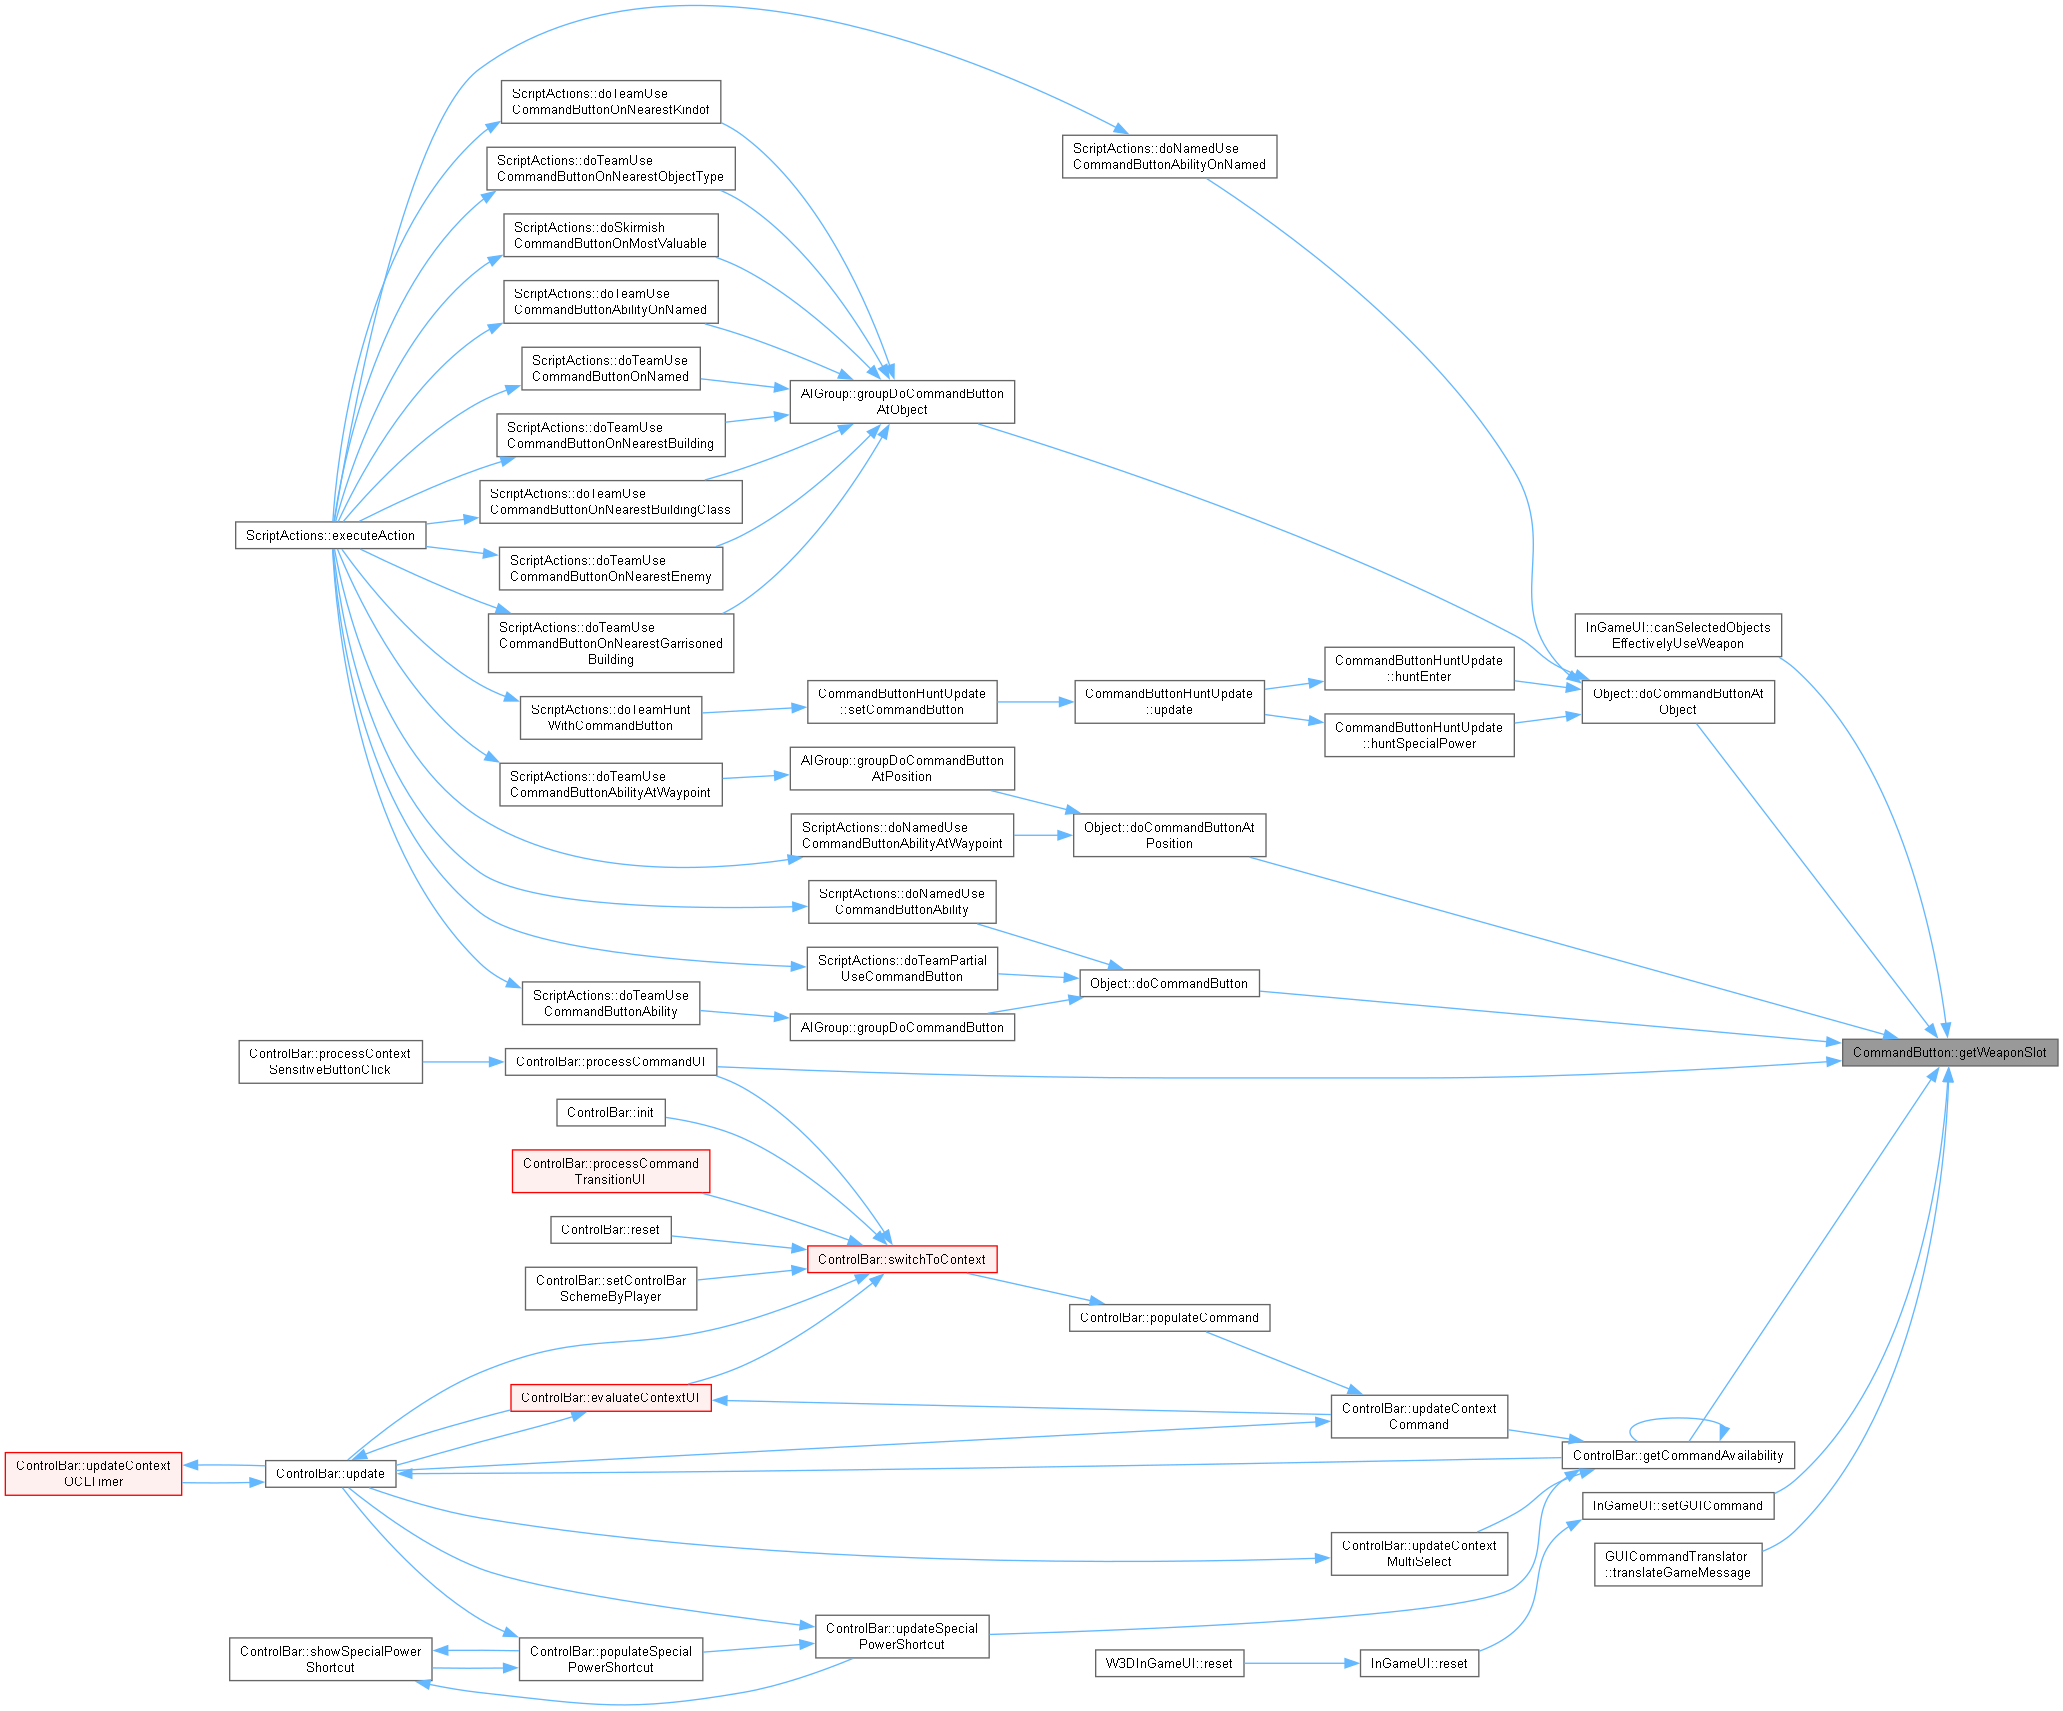 ScriptActions::doTeamUse
CommandButtonOnNearestKindof
ScriptActions::doNamedUse
CommandButtonAbilityOnNamed
ScriptActions::doTeamUse
CommandButtonOnNearestObjectType
ScriptActions::doSkirmish
CommandButtonOnMostValuable
ScriptActions::doTeamUse
CommandButtonAbilityOnNamed
ScriptActions::doTeamUse
CommandButtonOnNamed
AIGroup::groupDoCommandButton
AtObject
ScriptActions::doTeamUse
CommandButtonOnNearestBuilding
ScriptActions::doTeamUse
CommandButtonOnNearestBuildingClass
ScriptActions::executeAction
ScriptActions::doTeamUse
CommandButtonOnNearestEnemy
ScriptActions::doTeamUse
CommandButtonOnNearestGarrisoned
Building
InGameUI::canSelectedObjects
EffectivelyUseWeapon
CommandButtonHuntUpdate
::huntEnter
ScriptActions::doTeamHunt
WithCommandButton
CommandButtonHuntUpdate
::setCommandButton
CommandButtonHuntUpdate
::update
Object::doCommandButtonAt
Object
CommandButtonHuntUpdate
::huntSpecialPower
ScriptActions::doTeamUse
CommandButtonAbilityAtWaypoint
AIGroup::groupDoCommandButton
AtPosition
ScriptActions::doNamedUse
CommandButtonAbilityAtWaypoint
Object::doCommandButtonAt
Position
ScriptActions::doNamedUse
CommandButtonAbility
ScriptActions::doTeamPartial
UseCommandButton
Object::doCommandButton
ScriptActions::doTeamUse
CommandButtonAbility
AIGroup::groupDoCommandButton
CommandButton::getWeaponSlot
ControlBar::processContext
SensitiveButtonClick
ControlBar::processCommandUI
ControlBar::init
ControlBar::processCommand
TransitionUI
ControlBar::reset
ControlBar::switchToContext
ControlBar::setControlBar
SchemeByPlayer
ControlBar::populateCommand
ControlBar::evaluateContextUI
ControlBar::updateContext
Command
ControlBar::getCommandAvailability
ControlBar::updateContext
OCLTimer
ControlBar::update
InGameUI::setGUICommand
ControlBar::updateContext
MultiSelect
GUICommandTranslator
::translateGameMessage
ControlBar::updateSpecial
PowerShortcut
ControlBar::showSpecialPower
Shortcut
ControlBar::populateSpecial
PowerShortcut
W3DInGameUI::reset
InGameUI::reset